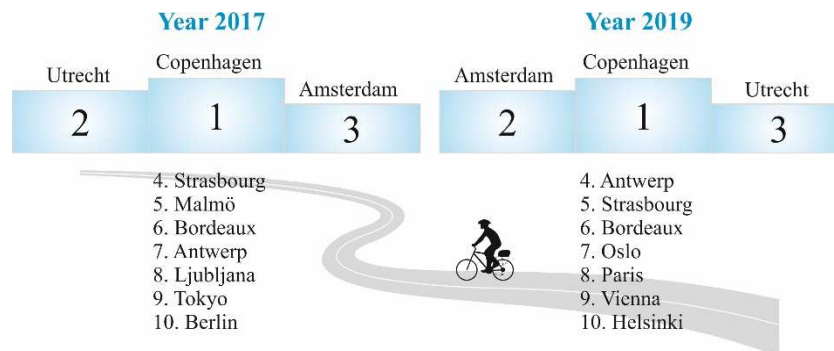 Year 2017
Utrecht
Copenhagen
Amsterdam
2
1
3
4. Strasbourg
5. Malmö
6. Bordeaux
7. Antwerp
8. Ljubljana
9. Tokyo
10. Berlin
Year 2019
Amsterdam
Copenhagen
Utrecht
2
1
3
4. Antwerp
5. Strasbourg
6. Bordeaux
7. Oslo
8. Paris
9. Vienna
10. Helsinki